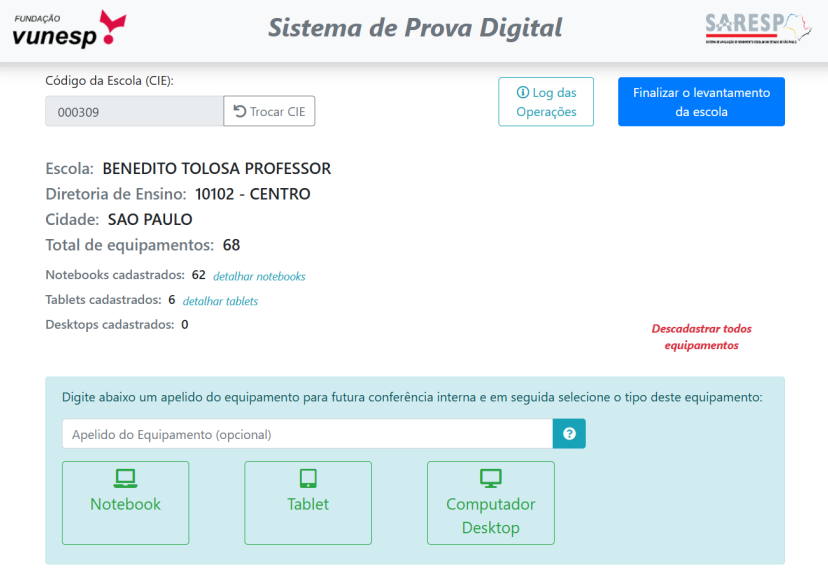 FUNDAÇÃO
vunesp
Sistema de Prova Digital
SARESP
Código da Escola (CIE):
000309
Trocar CIE
Log das
Operações
Finalizar o levantamento
da escola
Escola: BENEDITO TOLOSA PROFESSOR
Diretoria de Ensino: 10102 - CENTRO
Cidade: SAO PAULO
Total de equipamentos: 68
Notebooks cadastrados: 62 detalhar notebooks
Tablets cadastrados: 6 detalhar tablets
Desktops cadastrados: 0
Descadastrar todos
equipamentos
Digite abaixo um apelido do equipamento para futura conferência interna e em seguida selecione o tipo deste equipamento:
Apelido do Equipamento (opcional)
Notebook
Tablet
Computador
Desktop